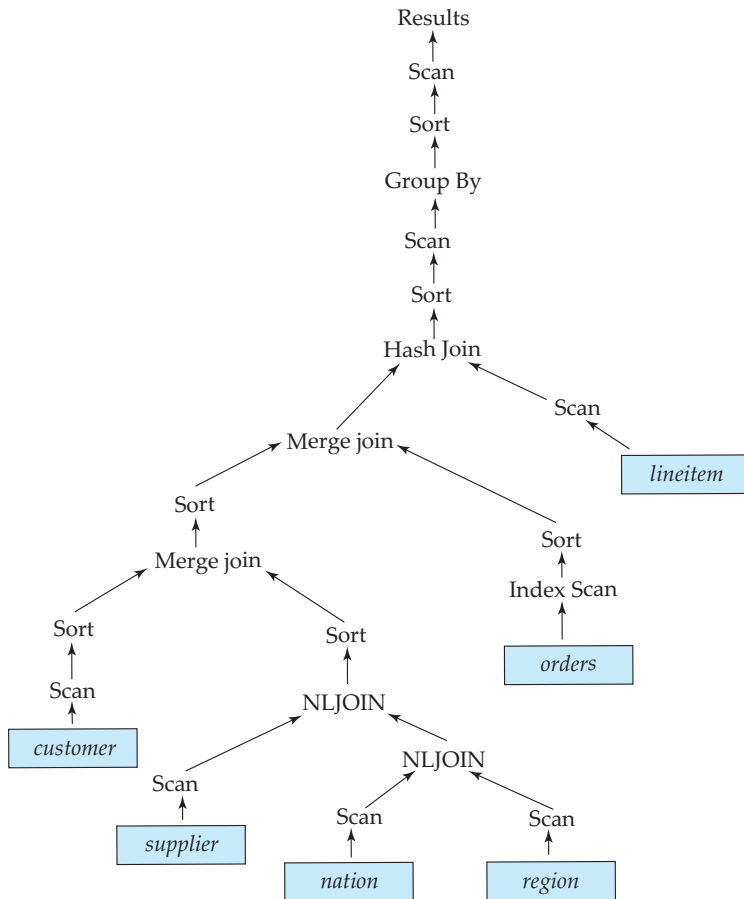 Results
Scan
Sort
Group By
Scan
Sort
Hash Join
Scan
Merge join
lineitem
Sort
Sort
Merge join
Index Scan
Sort
Sort
orders
Scan
NLJOIN
customer
NLJOIN
Scan
Scan
Scan
supplier
nation
region